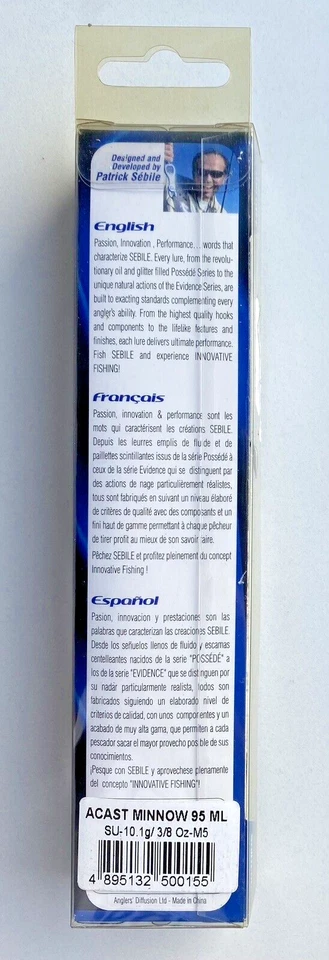 Designed and
Developed by
Patrick Sébile
English
Passion, Innovation , Performance... words that
characterize SEBILE. Every lure, from the revolu-
tionary oil and glitter filled Possédé Series to the
unique natural actions of the Evidence Series, are
built to exacting standards complementing every
angler's ability. From the highest quality hooks
and components to the lifelike features and
finishes, each lure delivers ultimate performance.
Fish SEBILE and experience INNOVATIVE
FISHING!
Français
Passion, innovation & performance sont les
mots qui caractérisent les créations SEBILE.
Depuis les leurres emplis de fluide et de
paillettes scintillantes issus de la série Possédé à
ceux de la série Evidence qui se distinguent par
des actions de nage particulièrement réalistes,
tous sont fabriqués en suivant un niveau élaboré
de critères de qualité avec des composants et un
fini haut de gamme permettant à chaque pêcheur
de tirer profit au mieux de son savoir faire.
Pêchez SEBILE et profitez pleinement du concept
Innovative Fishing !
Español
Pasion, innovacion y prestaciones son las
palabras que caracterizan las creaciones SEBILE.
Desde los señuelos llenos de fluido y escamas
centelleantes nacidos de la serie "POSSÉDÉ" a
los de la serie "EVIDENCE" que se distinguen por
su nadar particularmente realista, todos son
fabricados siguiendo un elaborado nivel de
criterios de calidad, con unos componentes y un
acabado de muy alta gama, que permiten a cada
pescador sacar el mayor provecho posible de sus
conocimientos.
¡Pesque con SEBILE y aprovechese plenamente
del concepto "INNOVATIVE FISHING"!
ACAST MINNOW 95 ML
SU-10.1g/ 3/8 Oz-M5
4 895132 500155
Anglers' Diffusion Ltd - Made in China